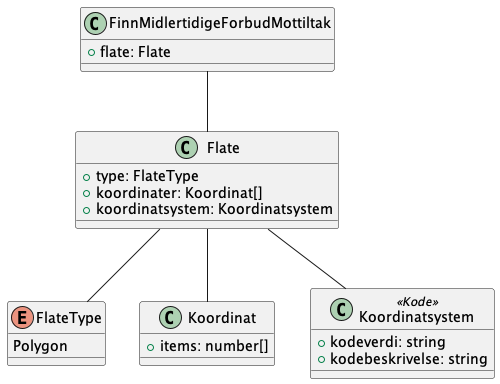 C FinnMidlertidigeForbudMottiltak
flate: Flate
C Flate
type: FlateType
koordinater: Koordinat[]
koordinatsystem: Koordinatsystem
E FlateType
Polygon
C Koordinat
items: number[]
C «Kode»
Koordinatsystem
kodeverdi: string
kodebeskrivelse: string